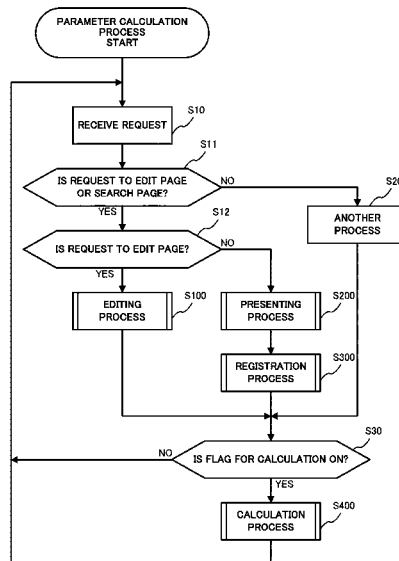 PARAMETER CALCULATION
PROCESS
START
S10
RECEIVE REQUEST
S11
IS REQUEST TO EDIT PAGE
OR SEARCH PAGE?
NO
YES
S12
S20
ANOTHER
PROCESS
IS REQUEST TO EDIT PAGE?
NO
YES
S100
EDITING
PROCESS
S200
PRESENTING
PROCESS
S300
REGISTRATION
PROCESS
S30
NO
IS FLAG FOR CALCULATION ON?
YES
S400
CALCULATION
PROCESS